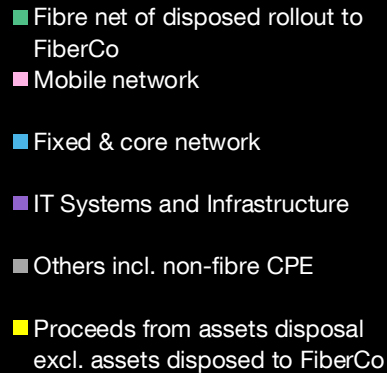 Fibre net of disposed rollout to
FiberCo
Mobile network
Fixed & core network
IT Systems and Infrastructure
Others incl. non-fibre CPE
Proceeds from assets disposal
excl. assets disposed to FiberCo